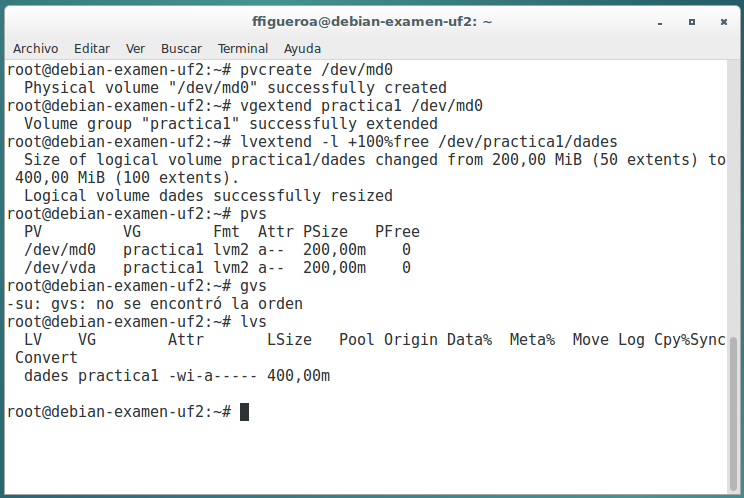 ffigueroa@debian-examen-uf2: ~
Archivo Editar Ver Buscar Terminal Ayuda
root@debian-examen-uf2:~# pvcreate /dev/md0
  Physical volume "/dev/md0" successfully created
root@debian-examen-uf2:~# vgextend practica1 /dev/md0
  Volume group "practica1" successfully extended
root@debian-examen-uf2:~# lvextend -l +100%free /dev/practica1/dades
  Size of logical volume practica1/dades changed from 200,00 MiB (50 extents) to
 400,00 MiB (100 extents).
  Logical volume dades successfully resized
root@debian-examen-uf2:~# pvs
  PV         VG        Fmt  Attr PSize   PFree
  /dev/md0   practica1 lvm2 a--  200,00m    0
  /dev/vda   practica1 lvm2 a--  200,00m    0
root@debian-examen-uf2:~# gvs
-su: gvs: no se encontró la orden
root@debian-examen-uf2:~# lvs
  LV    VG        Attr       LSize   Pool Origin Data%  Meta%  Move Log Cpy%Sync
 Convert
  dades practica1 -wi-a----- 400,00m
root@debian-examen-uf2:~#